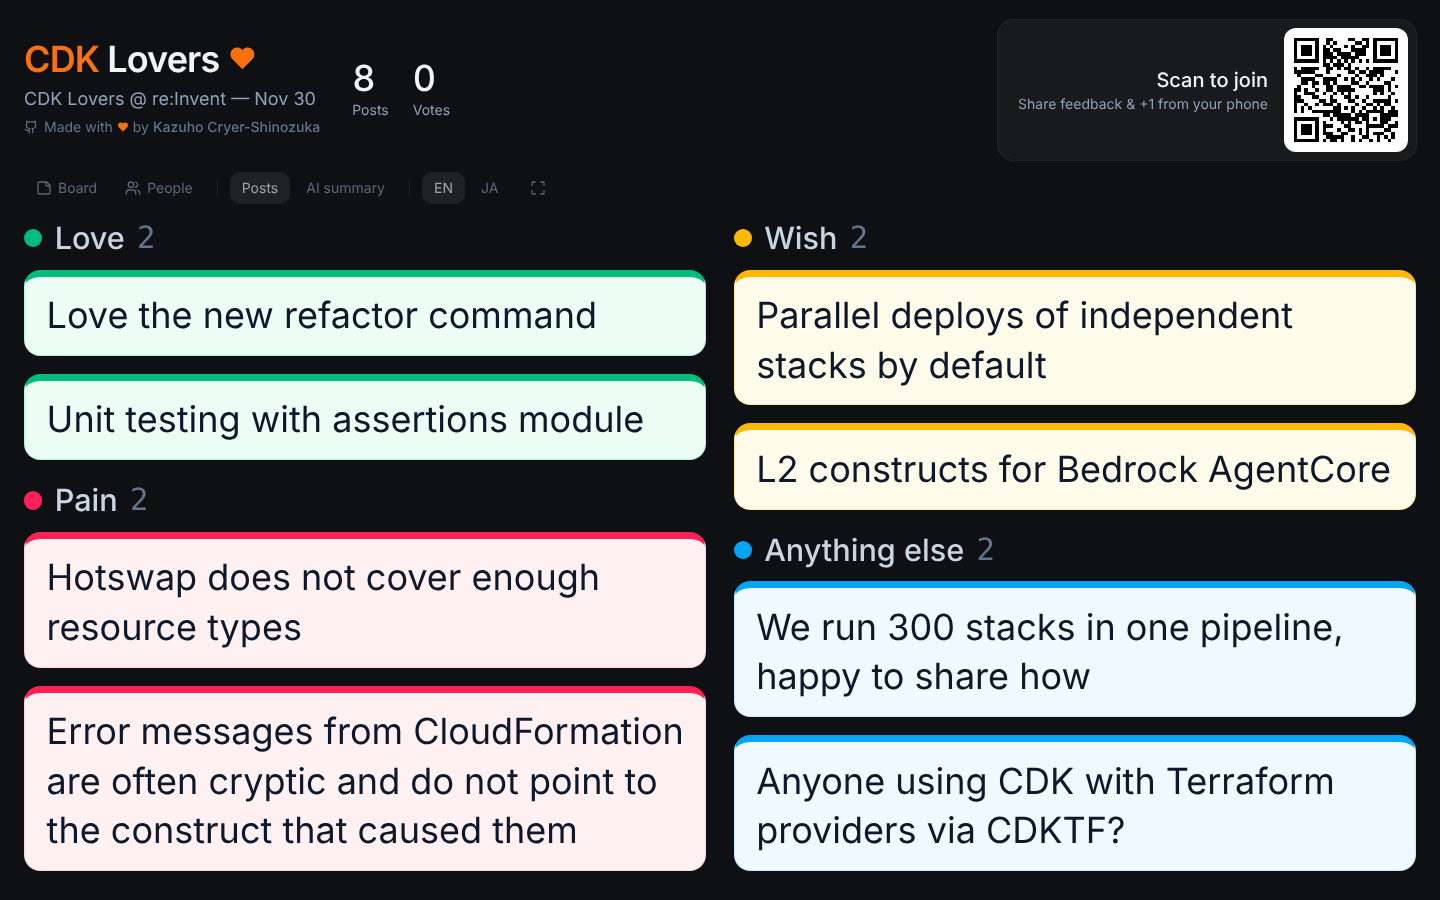 CDK Lovers
CDK Lovers @ re:Invent — Nov 30
Made with ♥ by Kazuho Cryer-Shinozuka
8
Posts
0
Votes
Scan to join
Share feedback & +1 from your phone
Board
People
Posts
AI summary
EN
JA
Love 2
Love the new refactor command
Unit testing with assertions module
Pain 2
Hotswap does not cover enough
resource types
Error messages from CloudFormation
are often cryptic and do not point to
the construct that caused them
Wish 2
Parallel deploys of independent
stacks by default
L2 constructs for Bedrock AgentCore
Anything else 2
We run 300 stacks in one pipeline,
happy to share how
Anyone using CDK with Terraform
providers via CDKTF?